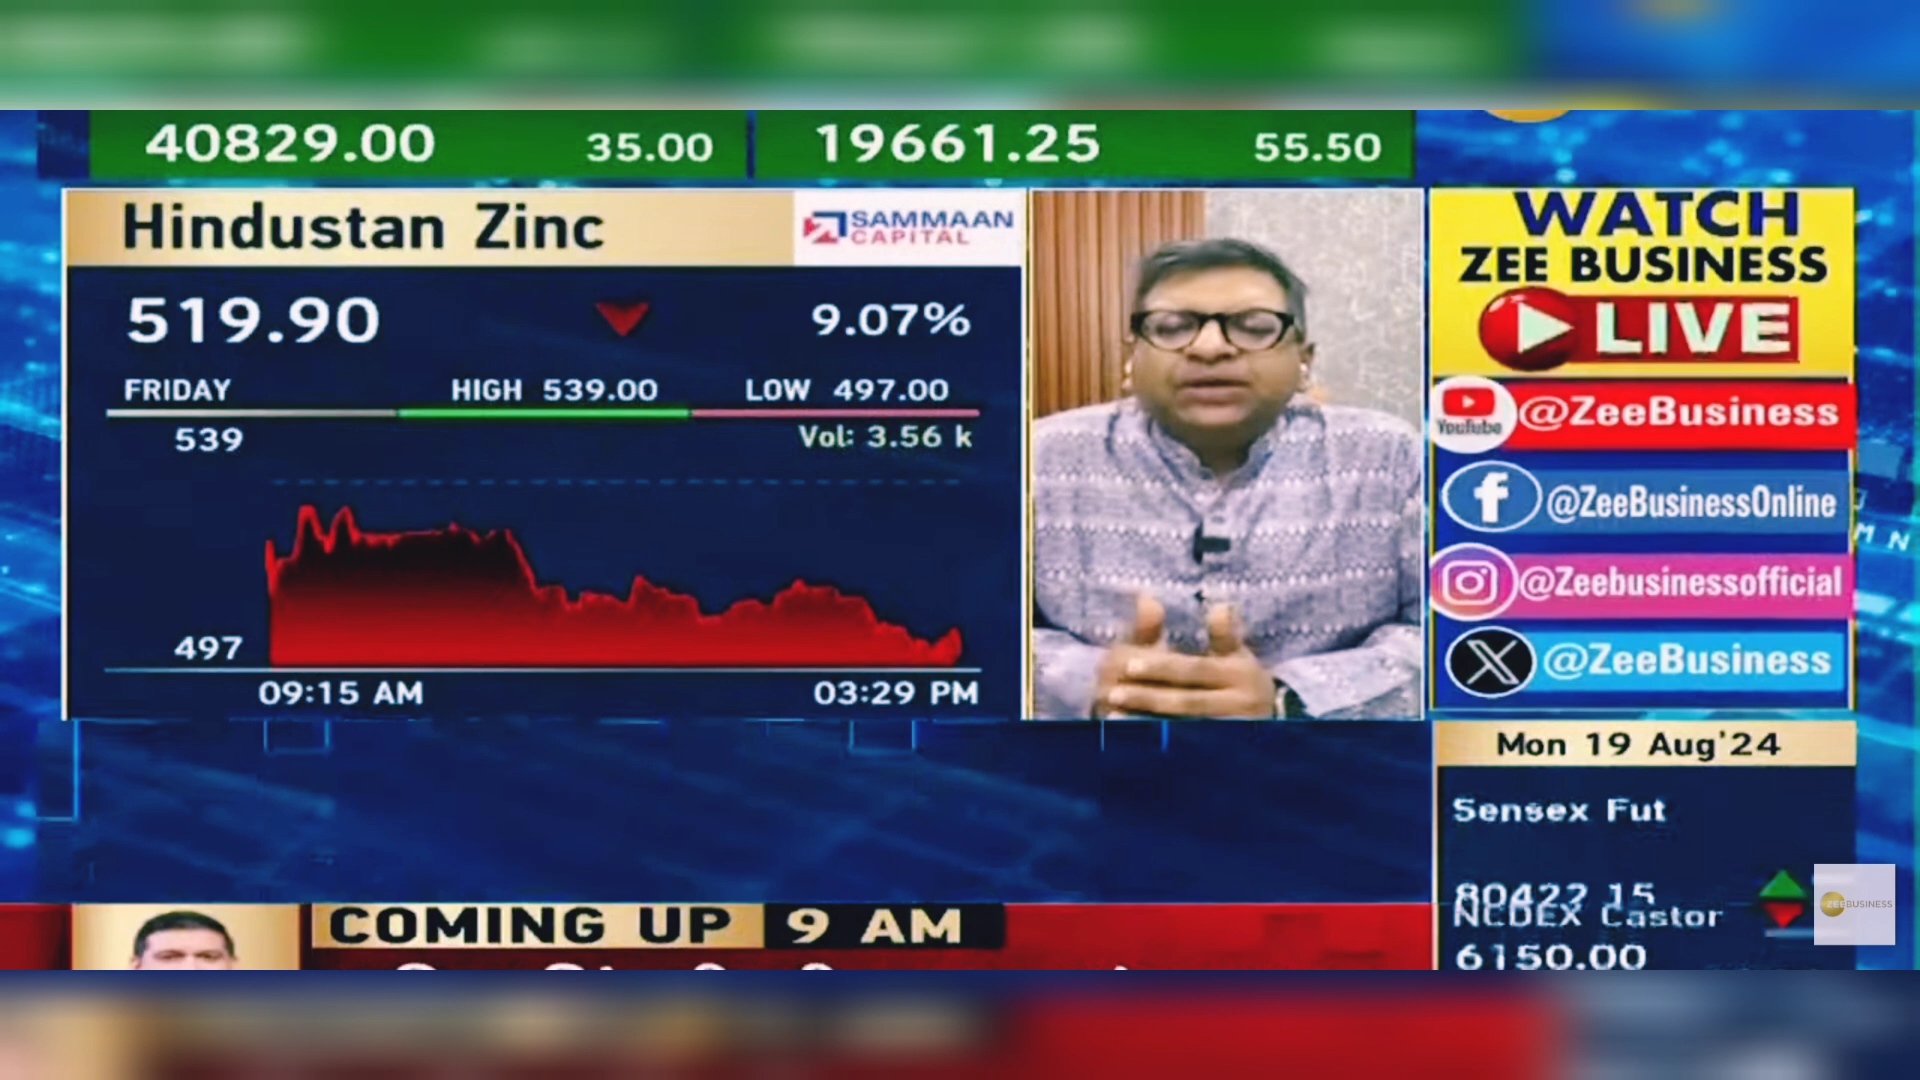 40829.00 35.00 19661.25 55.50
Hindustan Zinc
SAMMAAN
CAPITAL
519.90 9.07%
FRIDAY HIGH 539.00 LOW 497.00
539 Vol: 3.56 k
497
09:15 AM 03:29 PM
WATCH
ZEE BUSINESS
LIVE
YouTube @ZeeBusiness
@ZeeBusinessOnline
@Zeebusinessofficial
@ZeeBusiness
Mon 19 Aug'24
Sensex Fut
80422.15
NCDEX Castor
6150.00
ZEEBUSINESS
COMING UP 9 AM